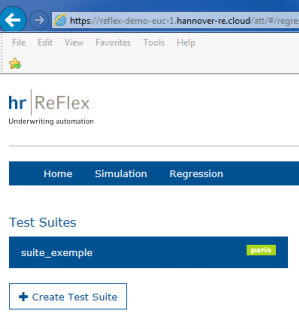 https://reflex-demo-euc-1.hannover-re.cloud/att/#/regre
File Edit View Favorites Tools Help
hr ReFlex
Underwriting automation
Home Simulation Regression
Test Suites
suite_exemple paris
+ Create Test Suite